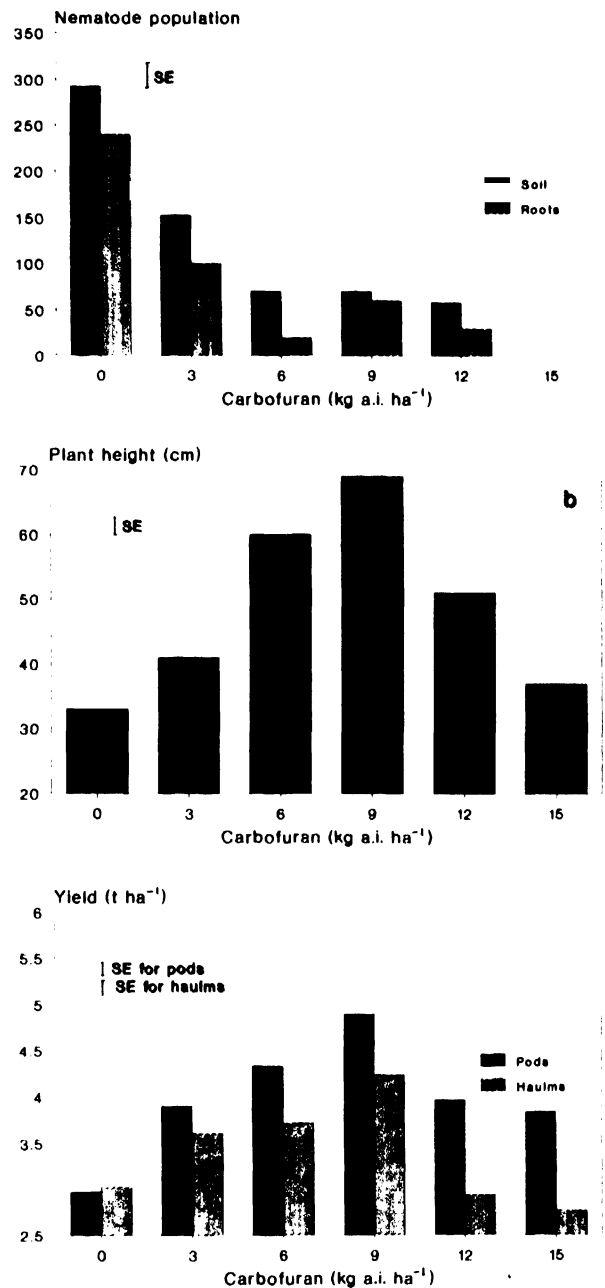 Nematode population
350
300
250
200
150
100
50
0
SE
Soil
Roots
0 3 6 9 12 15
Carbofuran (kg a.i. ha⁻¹)
Plant height (cm)
70
60
50
40
30
20
SE
b
0 3 6 9 12 15
Carbofuran (kg a.i. ha⁻¹)
Yield (t ha⁻¹)
6
5.5
5
4.5
4
3.5
2.5
SE for pods
SE for haulms
Pods
Haulms
0 3 6 9 12 15
Carbofuran (kg a.i. ha⁻¹)